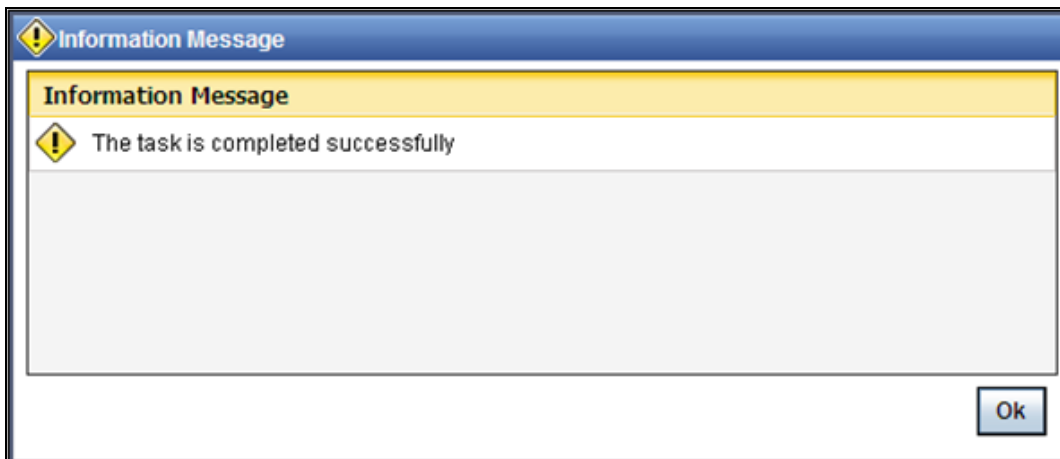 Information Message
Information Message
The task is completed successfully
Ok